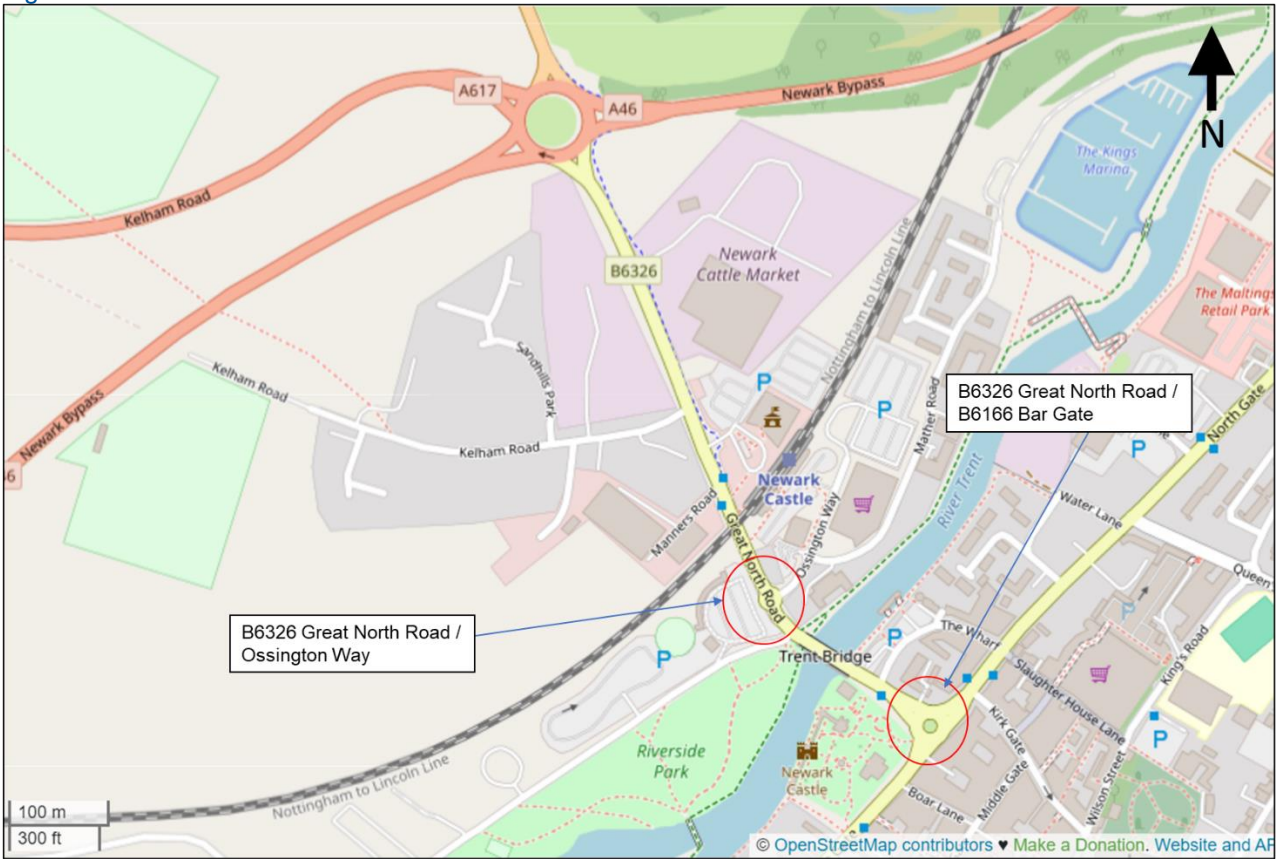 A617
A46
Newark Bypass
N
The Kings
Marina
Kelham Road
B6326
Newark
Cattle Market
Nottingham to Lincoln Line
The Maltings
Retail Park
Sandhills Park
Kelham Road
Newark Bypass
P
P
Mather Road
B6326 Great North Road /
B6166 Bar Gate
North Gate
P
Kelham Road
Newark
Castle
River Trent
Manners Road
Great North Road
Ossington Way
Water Lane
Queen'
B6326 Great North Road /
Ossington Way
P
P
P
The Wharf
King's Road
Trent Bridge
Slaughter House Lane
Kirk Gate
P
Riverside
Park
Newark
Castle
Middle Gate
Wilson Street
Boar Lane
Nottingham to Lincoln Line
100 m
300 ft
© OpenStreetMap contributors ♥ Make a Donation. Website and AP